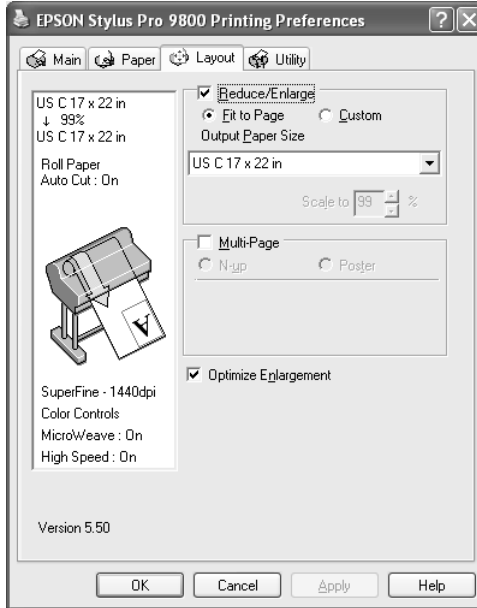 EPSON Stylus Pro 9800 Printing Preferences
Main
Paper
Layout
Utility
US C 17 x 22 in
↓ 99%
US C 17 x 22 in
Roll Paper
Auto Cut : On
A
SuperFine - 1440dpi
Color Controls
MicroWeave : On
High Speed : On
Version 5.50
Reduce/Enlarge
Fit to Page
Custom
Output Paper Size
US C 17 x 22 in
Scale to 99 %
Multi-Page
N-up
Poster
Optimize Enlargement
OK
Cancel
Apply
Help